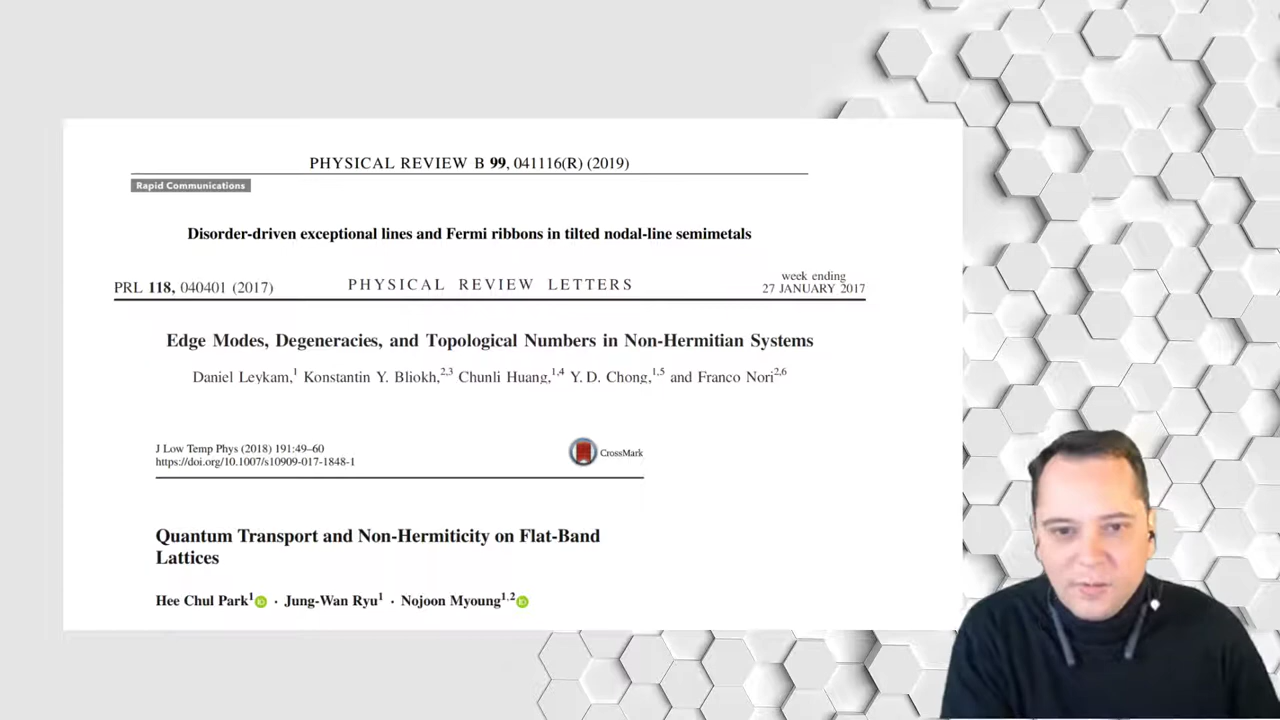 PHYSICAL REVIEW B 99, 041116(R) (2019)
Rapid Communications
Disorder-driven exceptional lines and Fermi ribbons in tilted nodal-line semimetals
PRL 118, 040401 (2017) PHYSICAL REVIEW LETTERS week ending 27 JANUARY 2017
Edge Modes, Degeneracies, and Topological Numbers in Non-Hermitian Systems
Daniel Leykam,1 Konstantin Y. Bliokh,2,3 Chunli Huang,1,4 Y. D. Chong,1,5 and Franco Nori2,6
J Low Temp Phys (2018) 191:49–60
https://doi.org/10.1007/s10909-017-1848-1
CrossMark
Quantum Transport and Non-Hermiticity on Flat-Band
Lattices
Hee Chul Park1 · Jung-Wan Ryu1 · Nojoon Myoung1,2